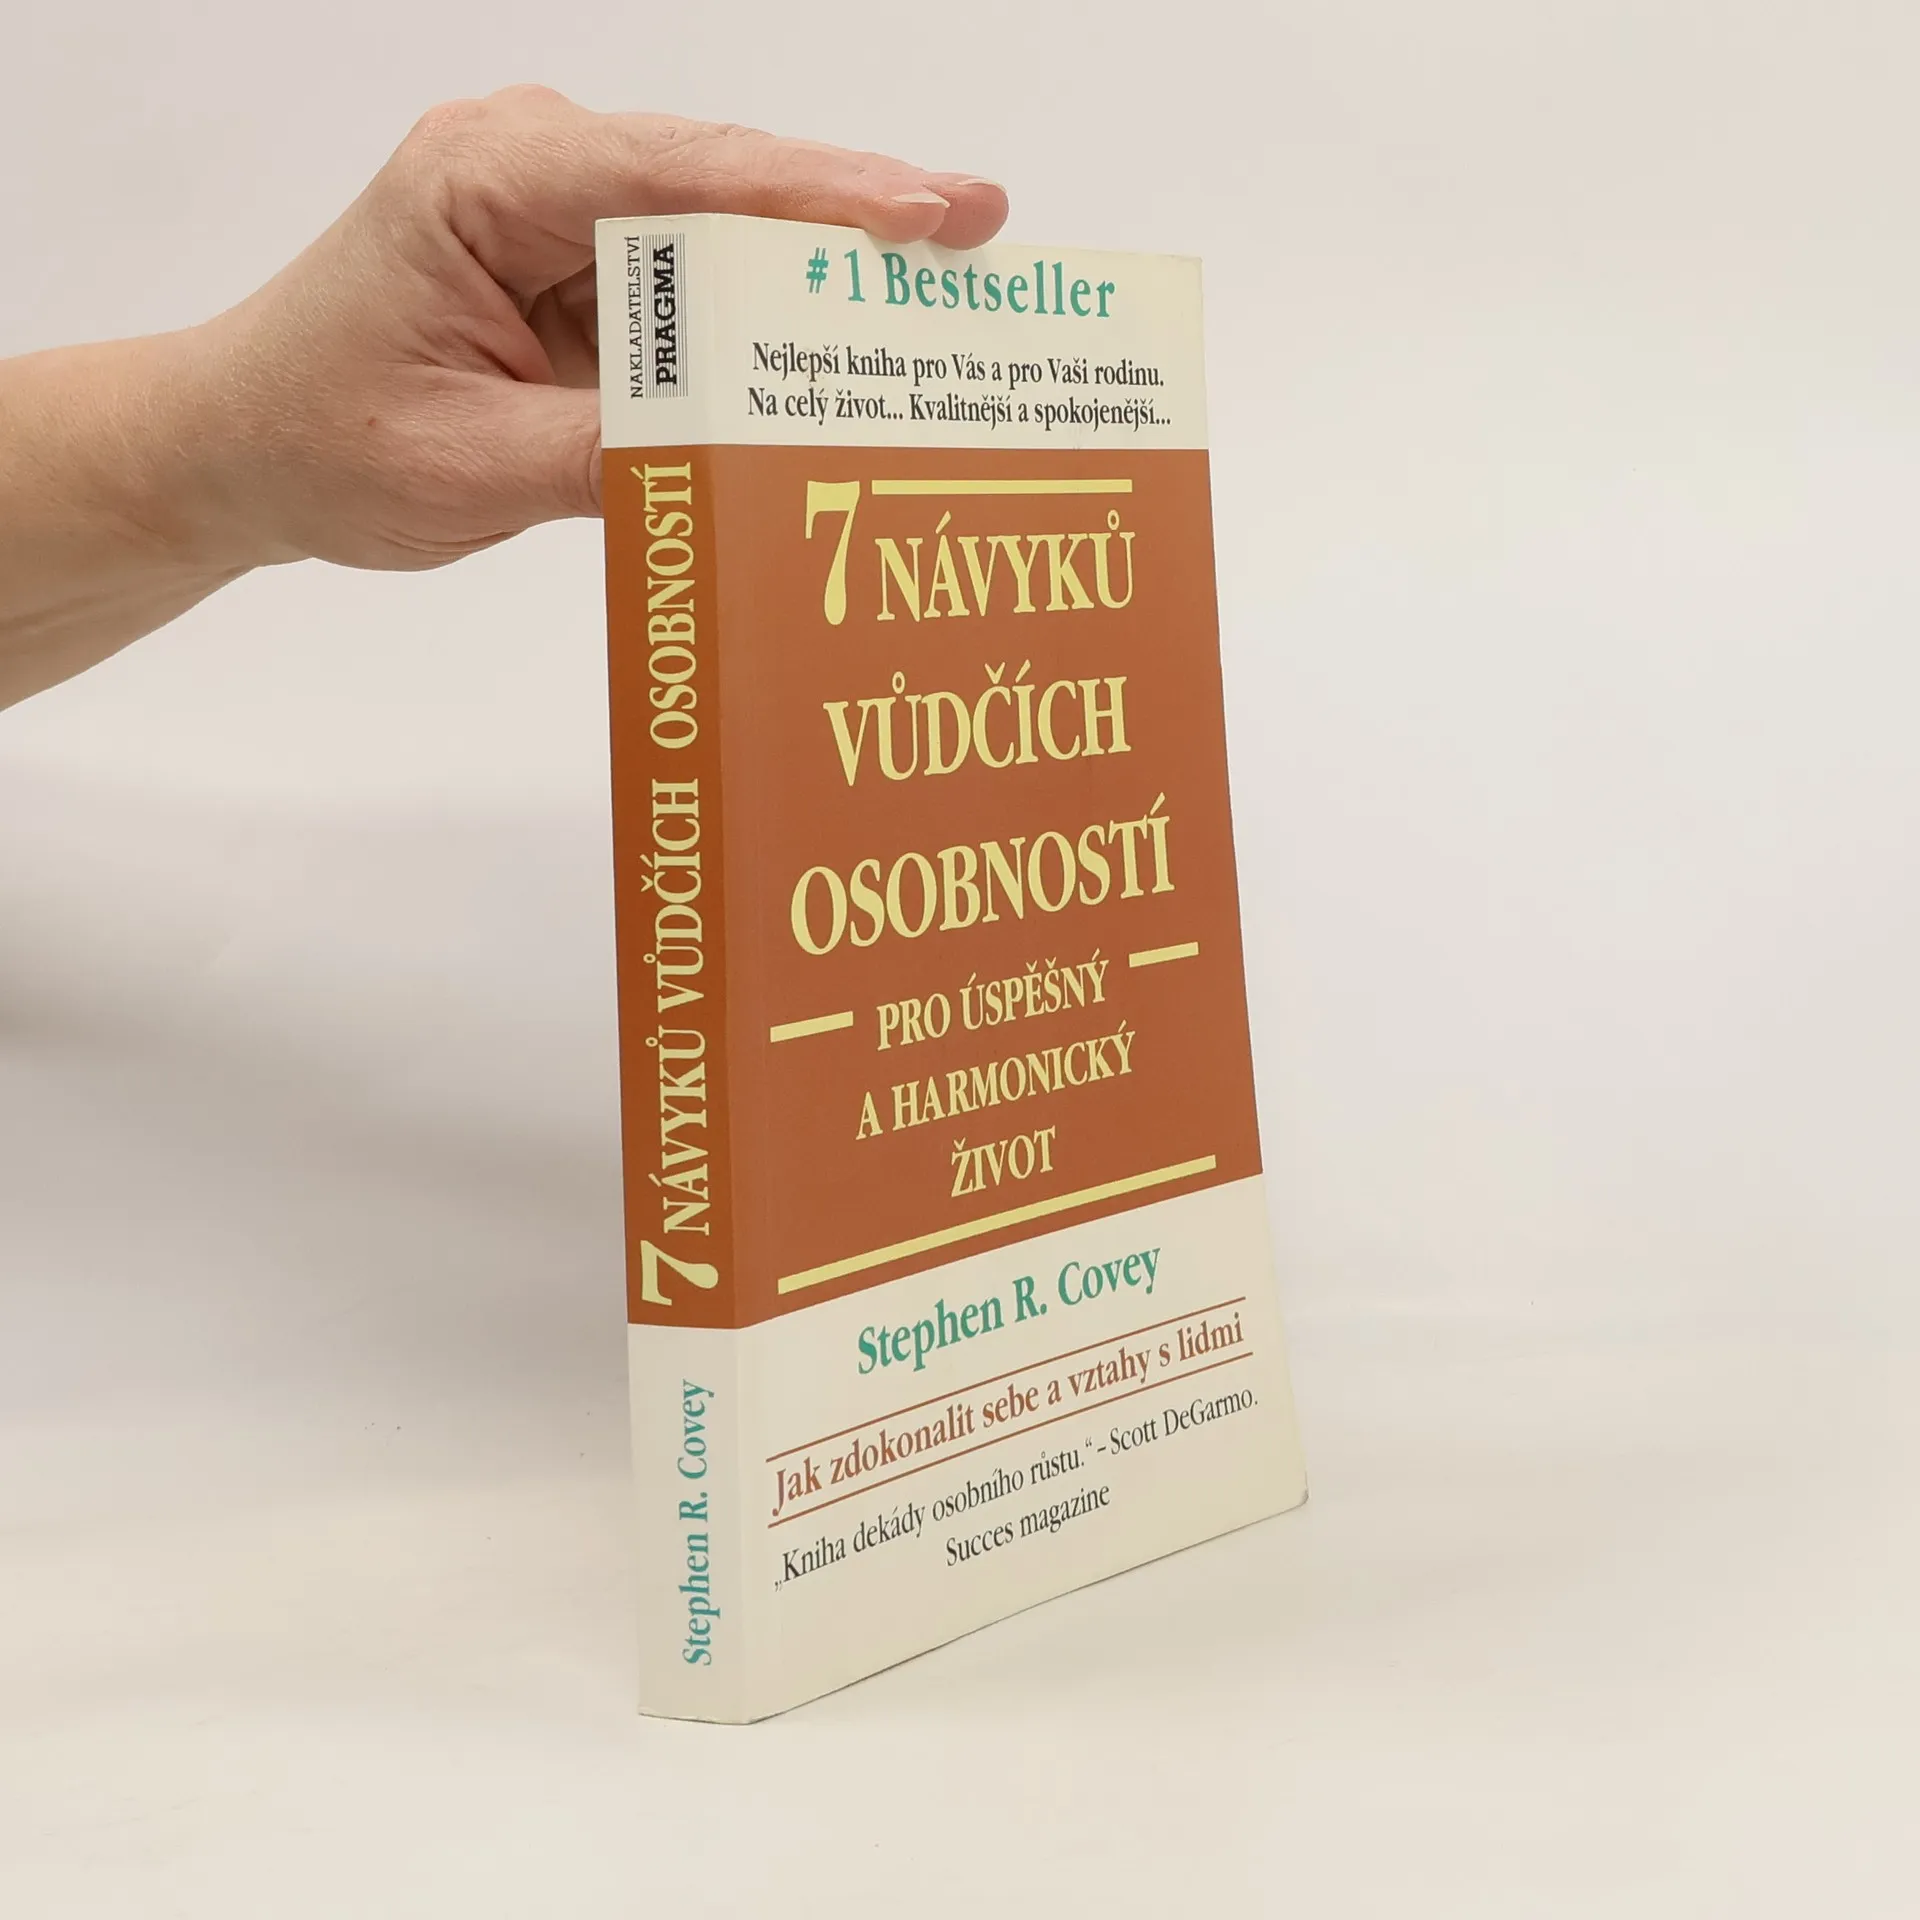 NAKLADATELSTVÍ
PRAGMA
7 NÁVYKŮ VŮDČÍCH OSOBNOSTÍ
Stephen R. Covey
# 1 Bestseller
Nejlepší kniha pro Vás a pro Vaši rodinu.
Na celý život... Kvalitnější a spokojenější...
7 NÁVYKŮ
VŮDČÍCH
OSOBNOSTÍ
PRO ÚSPĚŠNÝ
A HARMONICKÝ
ŽIVOT
Stephen R. Covey
Jak zdokonalit sebe a vztahy s lidmi
„Kniha dekády osobního růstu.“ – Scott DeGarmo.
Succes magazine